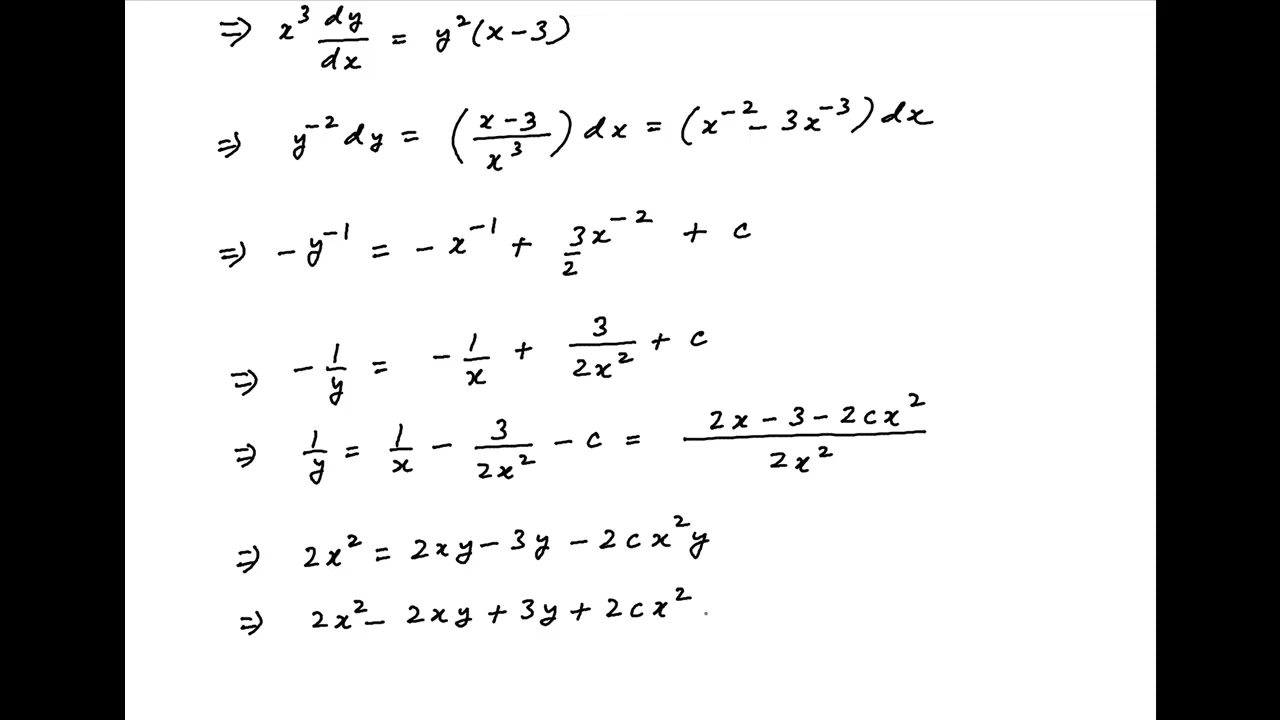 ⇒ x³ dy/dx = y²(x−3)
⇒ y⁻² dy = ( (x−3)/x³ ) dx = (x⁻² − 3x⁻³) dx
⇒ −y⁻¹ = −x⁻¹ + 3/2 x⁻² + c
⇒ −1/y = −1/x + 3/(2x²) + c
⇒ 1/y = 1/x − 3/(2x²) − c = (2x − 3 − 2cx²)/(2x²)
⇒ 2x² = 2xy − 3y − 2cx²y
⇒ 2x² − 2xy + 3y + 2cx²